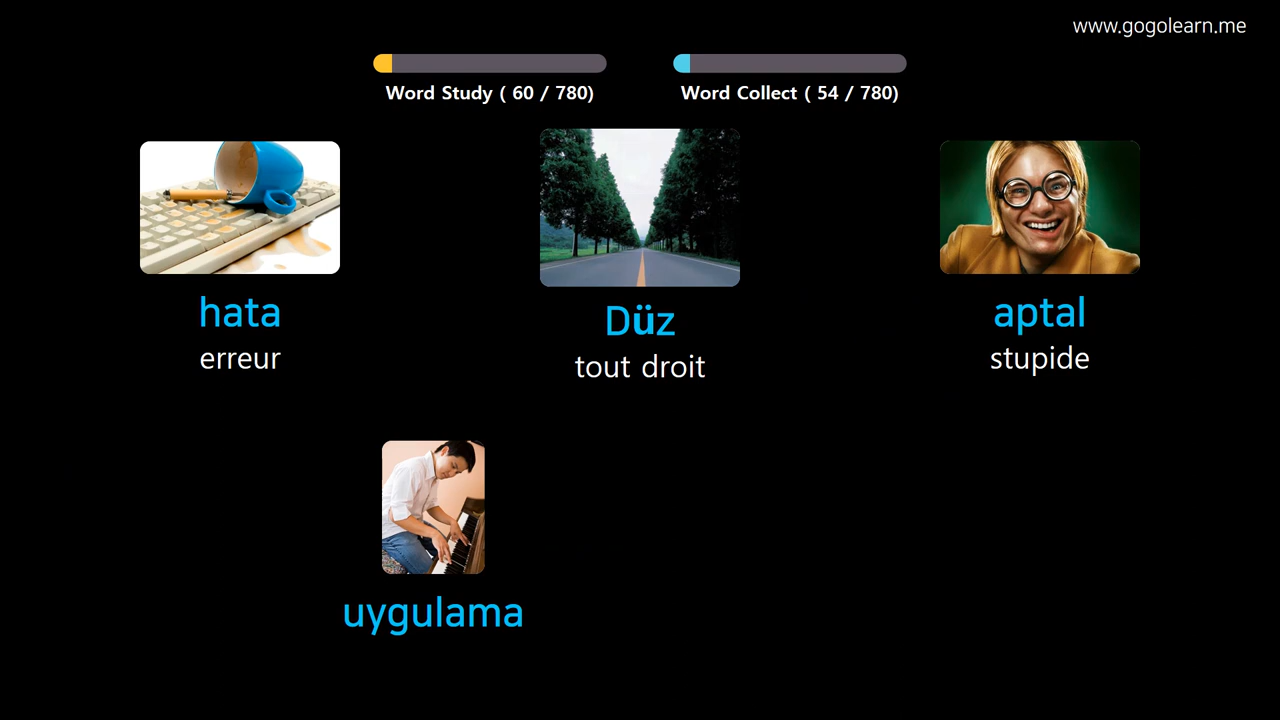 www.gogolearn.me
Word Study ( 60 / 780)
Word Collect ( 54 / 780)
hata
erreur
Düz
tout droit
aptal
stupide
uygulama